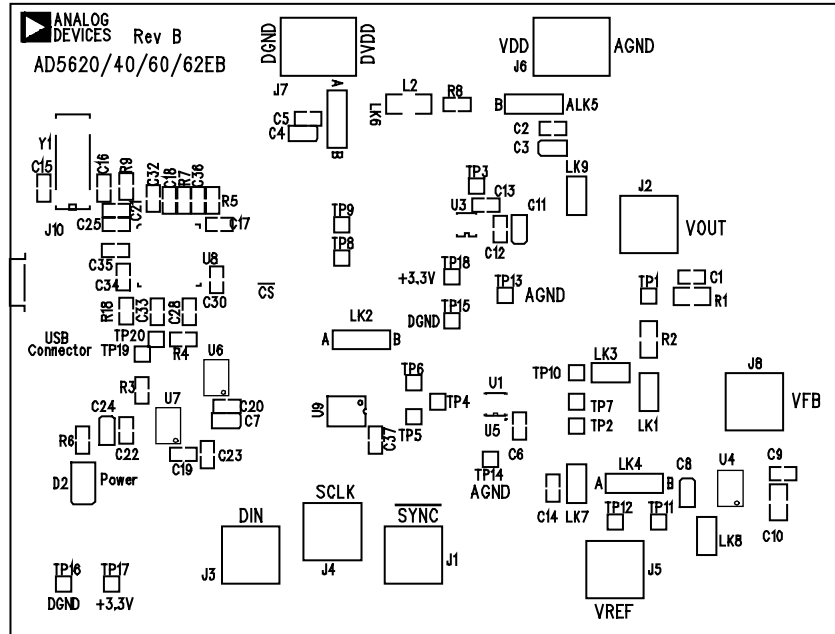 ANALOG
DEVICES Rev B
AD5620/40/60/62EB
DGND
DVDD
J7
VDD
AGND
J6
A
LK6
B
L2
R8
B
ALK5
C5
C4
C2
C3
Y1
C15
C16
R9
C32
C18
R7
C36
R5
C21
C25
C17
J10
TP3
C13
U3
C11
C12
LK9
J2
VOUT
TP9
TP8
C35
C34
U8
C30
TP18
+3.3V
TP13
AGND
TP1
C1
R1
R18
C33
C28
CS
TP15
DGND
USB
Connector
TP20
TP19
R4
LK2
A
B
R2
R3
U6
TP6
TP4
TP5
U1
U5
TP10
LK3
J8
VFB
TP7
TP2
LK1
U7
C20
C7
U9
C37
C6
C24
C22
R6
C19
C23
D2
Power
TP14
AGND
LK4
A
B
C8
U4
C9
C14
LK7
TP12
TP11
LK8
C10
DIN
SCLK
SYNC
J3
J4
J1
J5
VREF
TP16
TP17
DGND
+3.3V